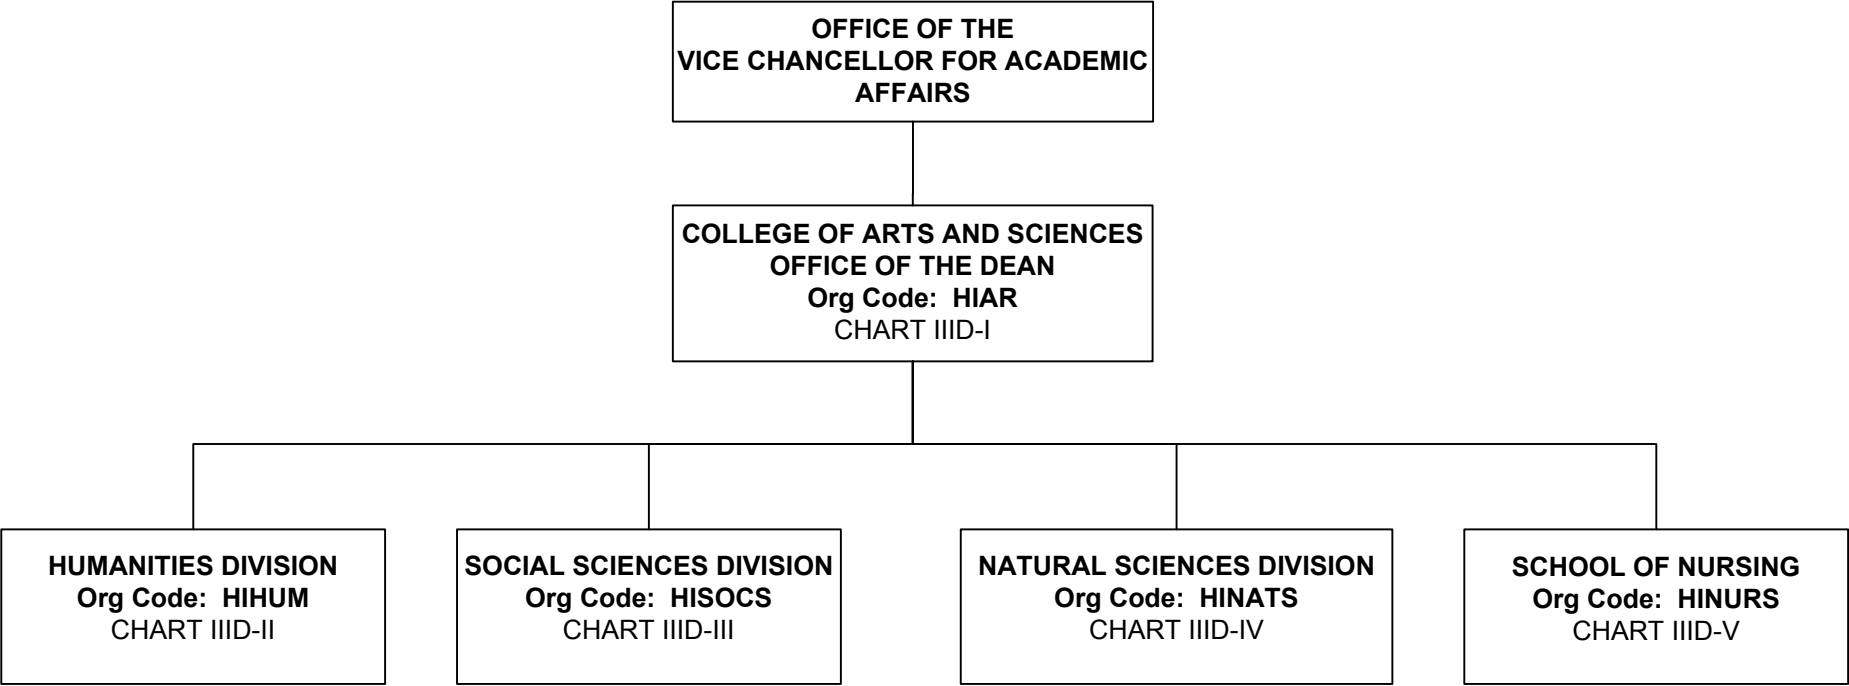 OFFICE OF THE
VICE CHANCELLOR FOR ACADEMIC
AFFAIRS
COLLEGE OF ARTS AND SCIENCES
OFFICE OF THE DEAN
Org Code:  HIAR
CHART IIID-I
HUMANITIES DIVISION
Org Code:  HIHUM
CHART IIID-II
SOCIAL SCIENCES DIVISION
Org Code:  HISOCS
CHART IIID-III
NATURAL SCIENCES DIVISION
Org Code:  HINATS
CHART IIID-IV
SCHOOL OF NURSING
Org Code:  HINURS
CHART IIID-V